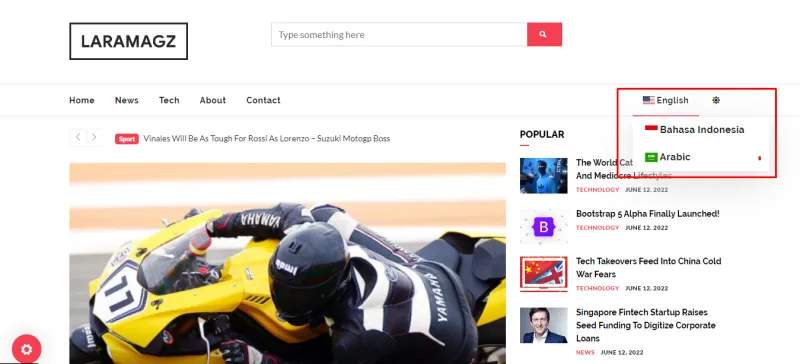 LARAMAGZ
Type something here
Home News Tech About Contact
English
Bahasa Indonesia
Arabic
Sport Vinales Will Be As Tough For Rossi As Lorenzo – Suzuki Motogp Boss
POPULAR
The World Cat
And Mediocre Lifestyles
TECHNOLOGY JUNE 12, 2022
Bootstrap 5 Alpha Finally Launched!
TECHNOLOGY JUNE 12, 2022
Tech Takeovers Feed Into China Cold
War Fears
TECHNOLOGY JUNE 12, 2022
Singapore Fintech Startup Raises
Seed Funding To Digitize Corporate
Loans
NEWS JUNE 12, 2022
YAMAHA
YAMAHA
77
B